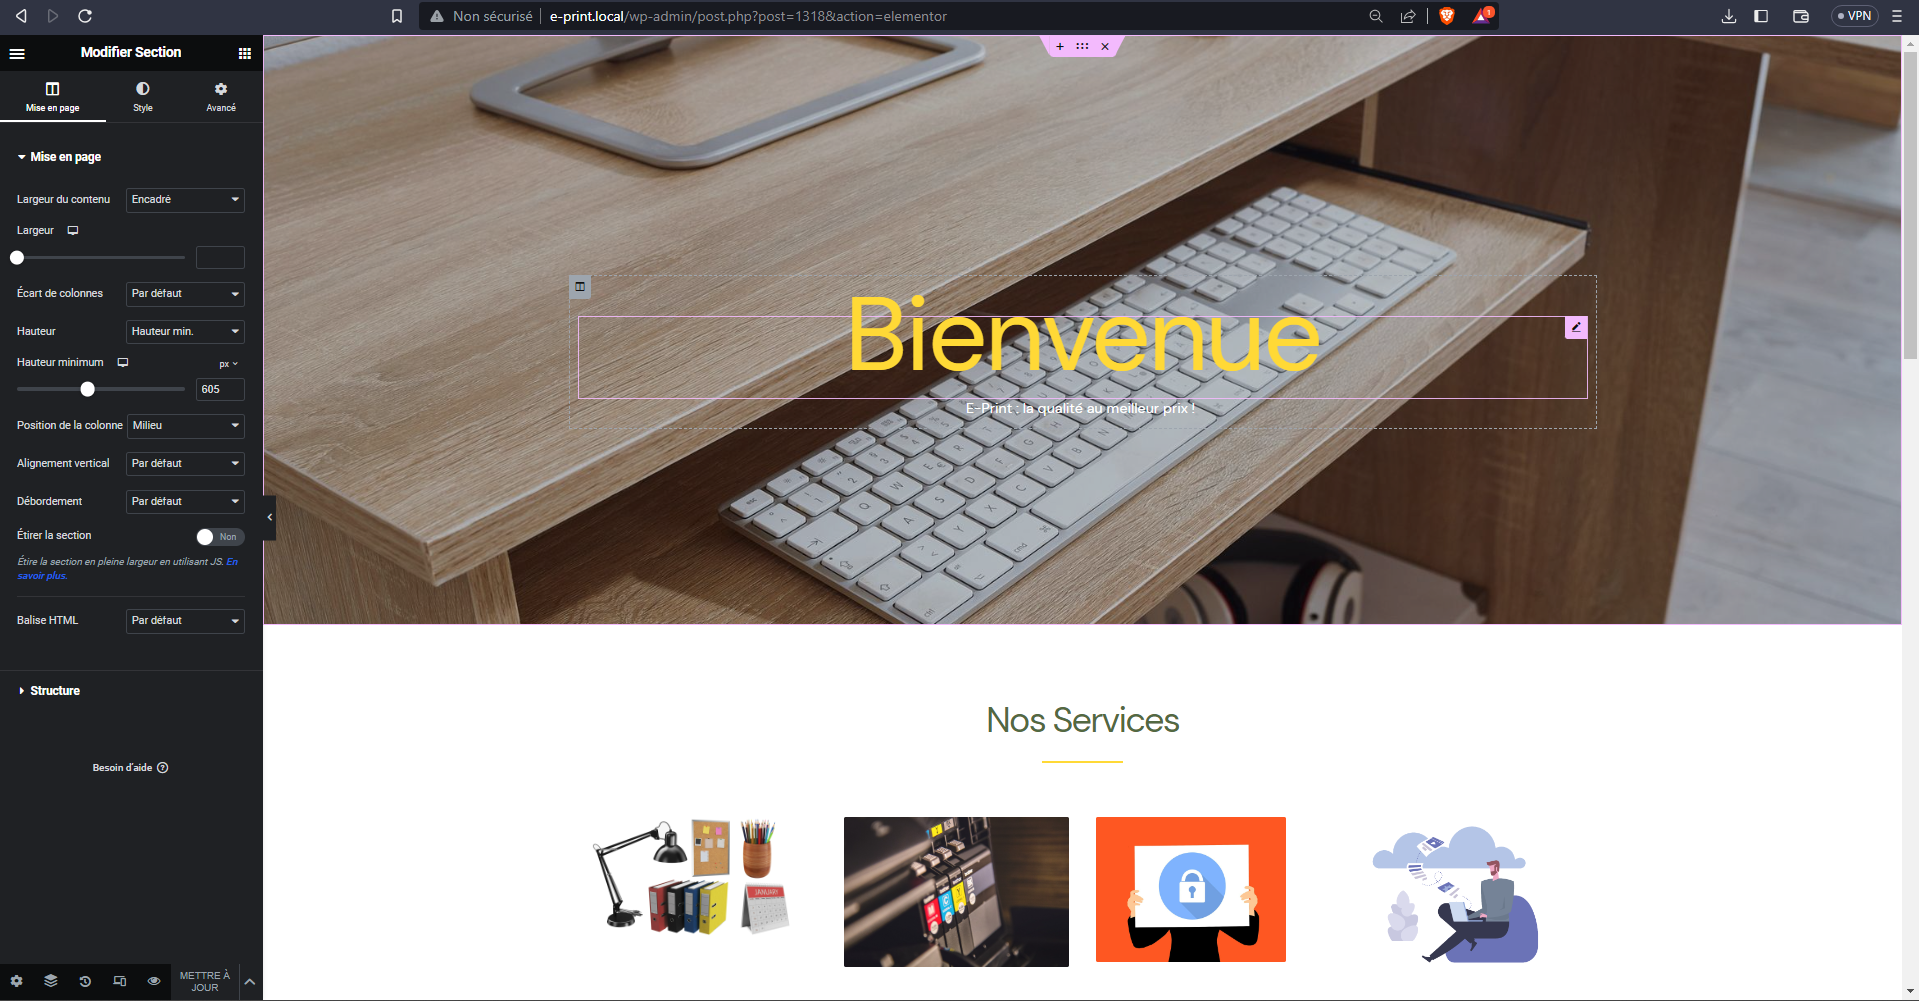 Non sécurisé
e-print.local/wp-admin/post.php?post=1318&action=elementor
1
VPN
Modifier Section
Mise en page
Style
Avancé
Mise en page
Largeur du contenu
Encadré
Largeur
Écart de colonnes
Par défaut
Hauteur
Hauteur min.
Hauteur minimum
px
605
Position de la colonne
Milieu
Alignement vertical
Par défaut
Débordement
Par défaut
Étirer la section
Non
Étire la section en pleine largeur en utilisant JS. En
savoir plus.
Balise HTML
Par défaut
Structure
Besoin d'aide
METTRE À
JOUR
Bienvenue
E-Print : la qualité au meilleur prix !
Nos Services
JANUARY